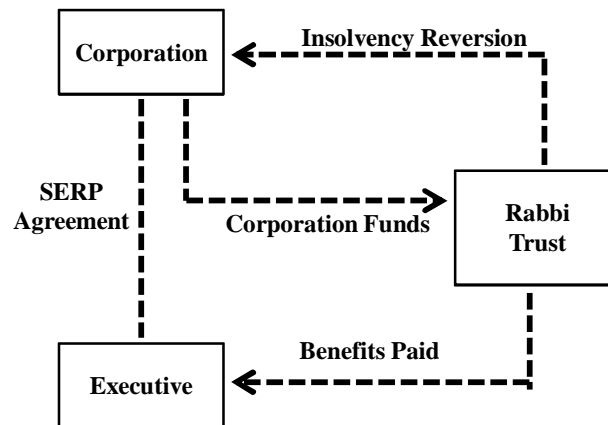 Insolvency Reversion
Corporation
SERP
Agreement
Corporation Funds
Rabbi
Trust
Benefits Paid
Executive